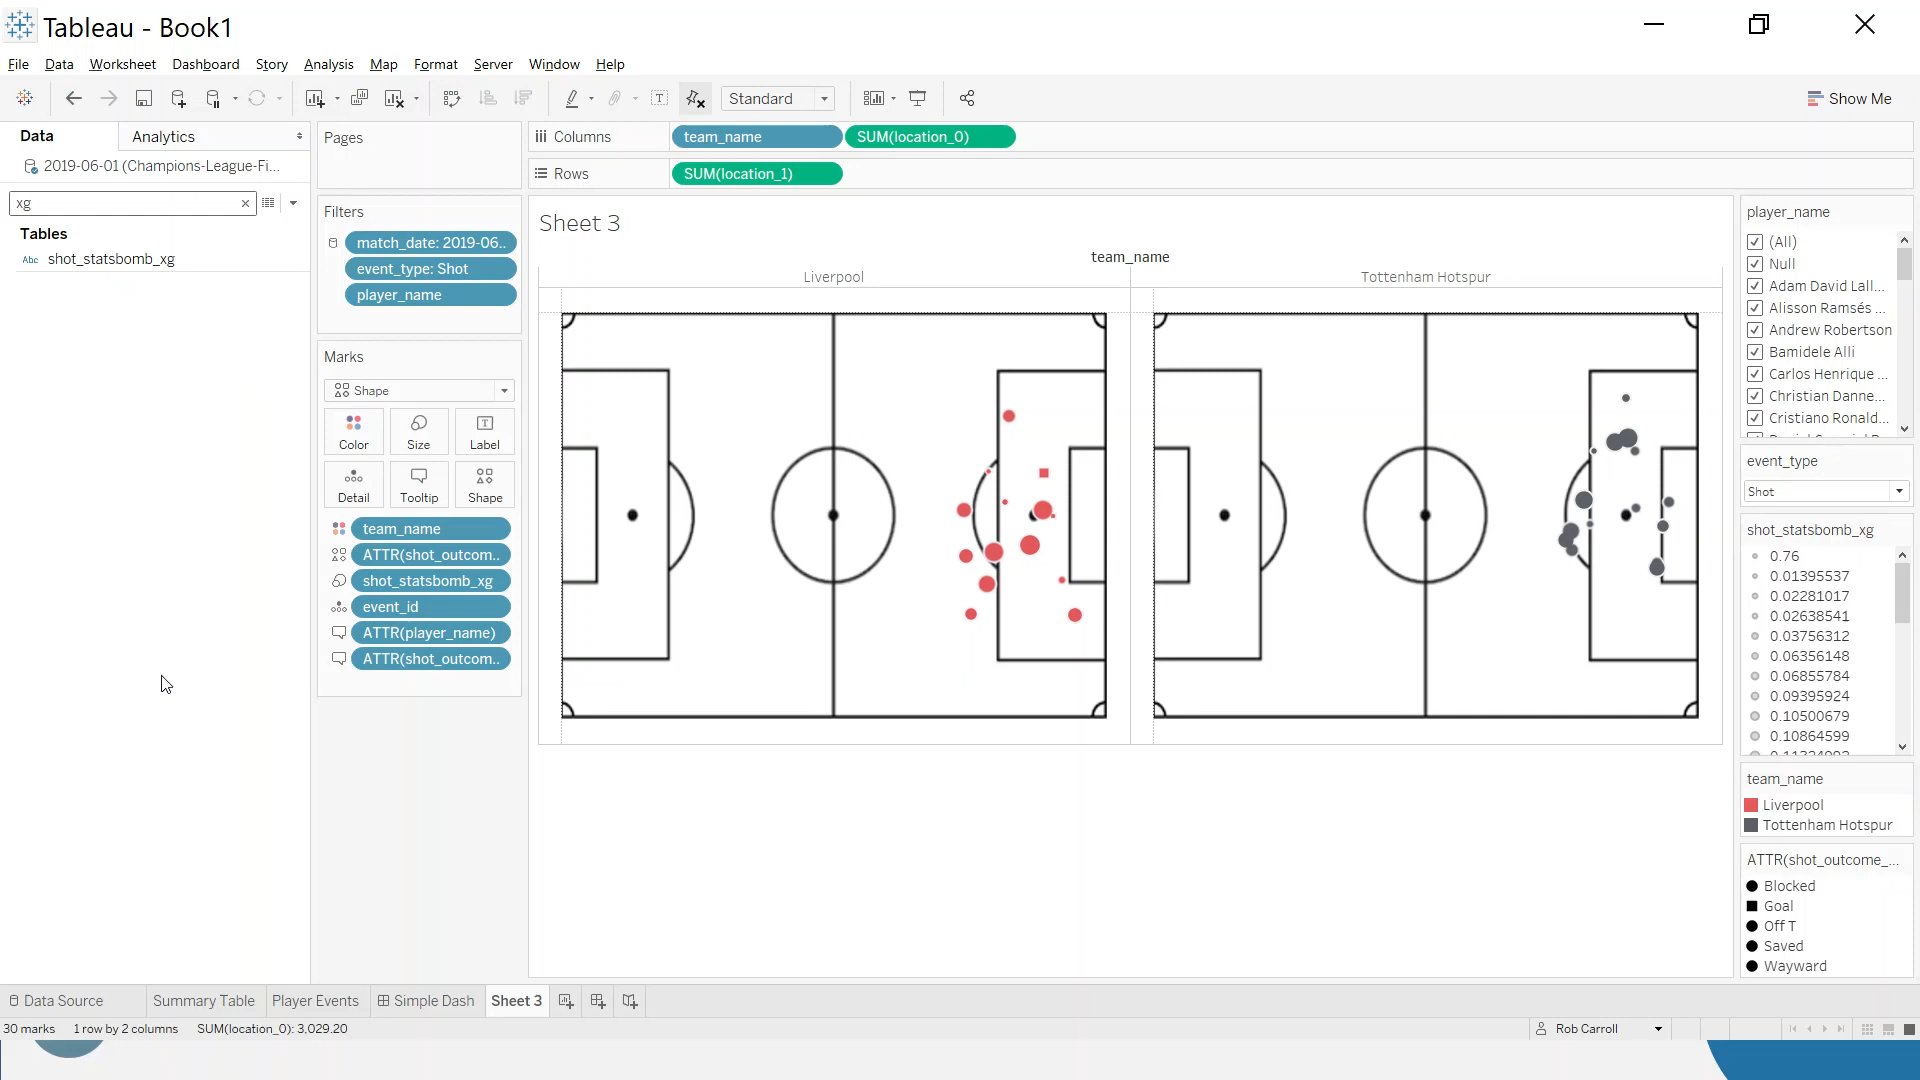 Tableau - Book1
File Data Worksheet Dashboard Story Analysis Map Format Server Window Help
Standard
Show Me
Data
Analytics
2019-06-01 (Champions-League-Fi...
xg
Tables
Abc shot_statsbomb_xg
Pages
Filters
match_date: 2019-06..
event_type: Shot
player_name
Marks
Shape
Color
Size
Label
Detail
Tooltip
Shape
team_name
ATTR(shot_outcom..
shot_statsbomb_xg
event_id
ATTR(player_name)
ATTR(shot_outcom..
Columns
team_name
SUM(location_0)
Rows
SUM(location_1)
Sheet 3
team_name
Liverpool
Tottenham Hotspur
player_name
(All)
Null
Adam David Lall...
Alisson Ramsés ...
Andrew Robertson
Bamidele Alli
Carlos Henrique ...
Christian Danne...
Cristiano Ronald...
event_type
Shot
shot_statsbomb_xg
0.76
0.01395537
0.02281017
0.02638541
0.03756312
0.06356148
0.06855784
0.09395924
0.10500679
0.10864599
team_name
Liverpool
Tottenham Hotspur
ATTR(shot_outcome_...
Blocked
Goal
Off T
Saved
Wayward
Data Source
Summary Table
Player Events
Simple Dash
Sheet 3
30 marks
1 row by 2 columns
SUM(location_0): 3,029.20
Rob Carroll